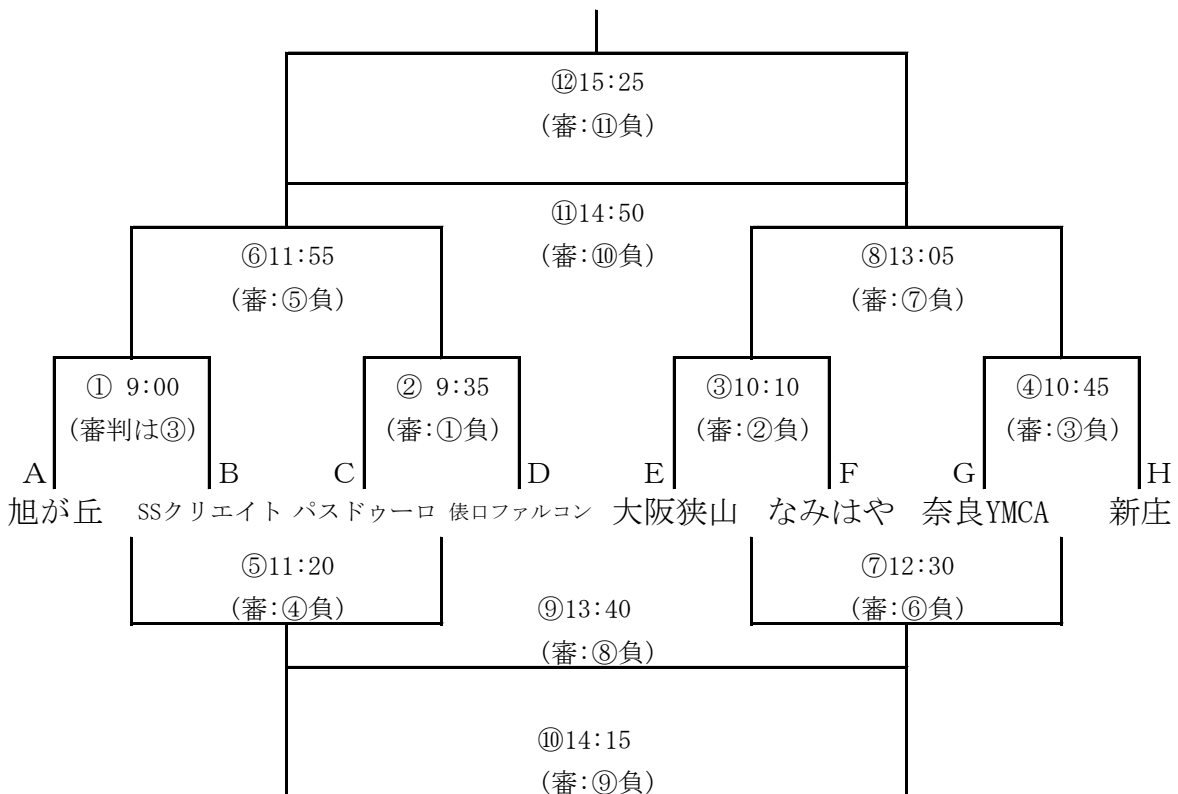 ⑫15:25
(審:⑪負)
⑪14:50
(審:⑩負)
⑥11:55
(審:⑤負)
⑧13:05
(審:⑦負)
① 9:00
(審判は③)
② 9:35
(審:①負)
③10:10
(審:②負)
④10:45
(審:③負)
A B C D E F G H
旭が丘 SSクリエイト パスドゥーロ 俵口ファルコン 大阪狭山 なみはや 奈良YMCA 新庄
⑤11:20
(審:④負)
⑦12:30
(審:⑥負)
⑨13:40
(審:⑧負)
⑩14:15
(審:⑨負)